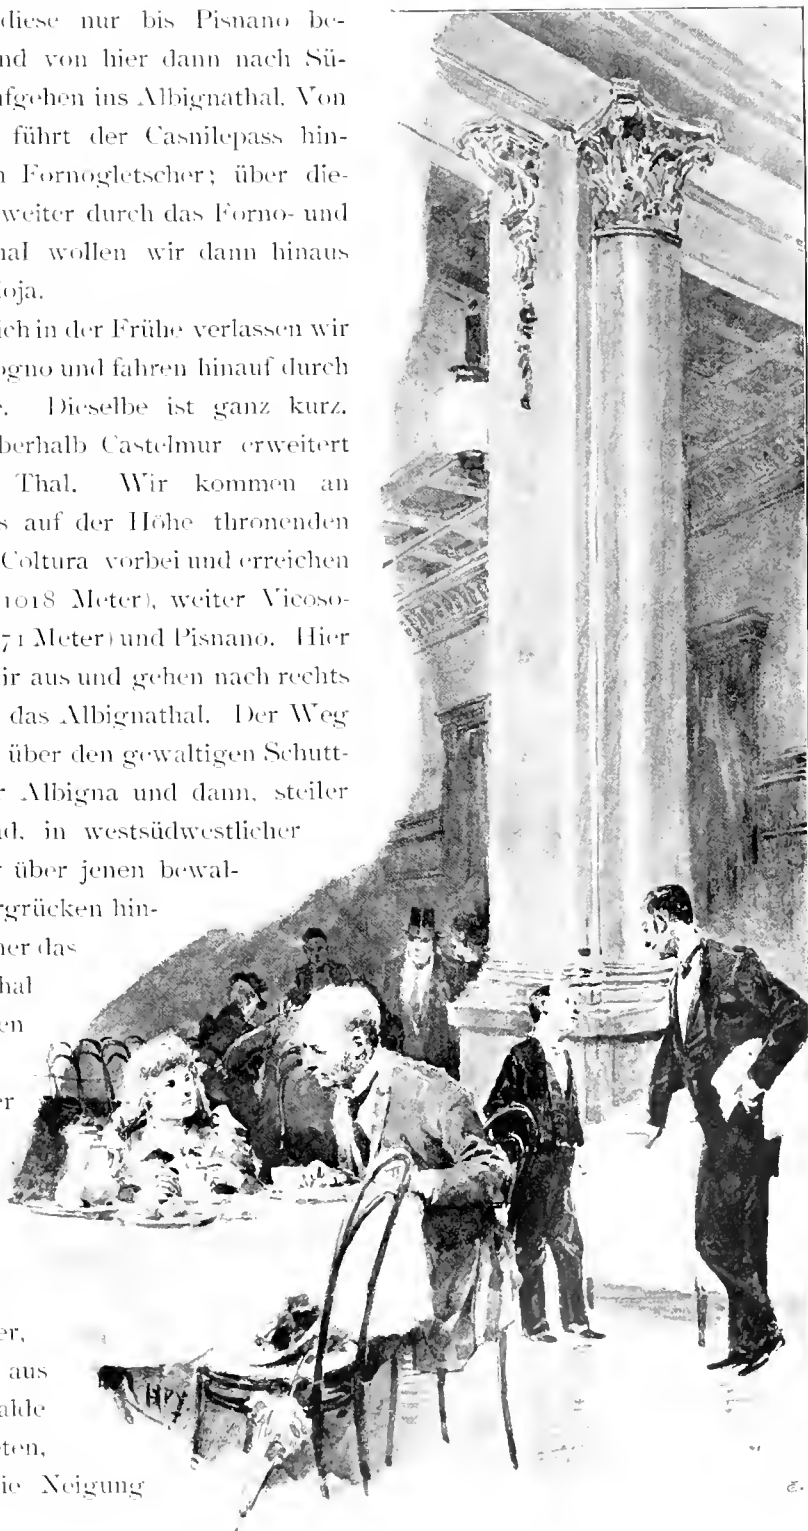 diese nur bis Pisnano be-
nd von hier dann nach Sü-
fgehen ins Albignathal. Von
führt der Casnilepass hin-
n Fornogletscher; über die-
weiter durch das Forno- und
hal wollen wir dann hinaus
oja.
ich in der Frühe verlassen wir
ogno und fahren hinauf durch
e. Dieselbe ist ganz kurz.
berhalb Castelmur erweitert
Thal. Wir kommen an
s auf der Höhe thronenden
Coltura vorbei und erreichen
1018 Meter), weiter Vicoso-
71 Meter) und Pisnano. Hier
ir aus und gehen nach rechts
das Albignathal. Der Weg
über den gewaltigen Schutt-
r Albigna und dann, steiler
nd, in westsüdwestlicher
r über jenen bewal-
rgrücken hin-
her das
hal
en
er
er,
aus
alde
eten,
ie Neigung
HPY
E.